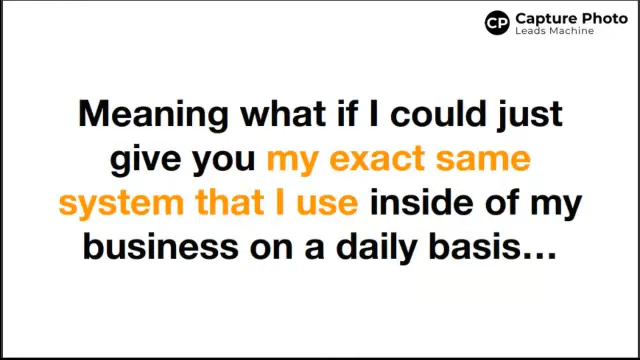 CP Capture Photo
Leads Machine
Meaning what if I could just
give you my exact same
system that I use inside of my
business on a daily basis...